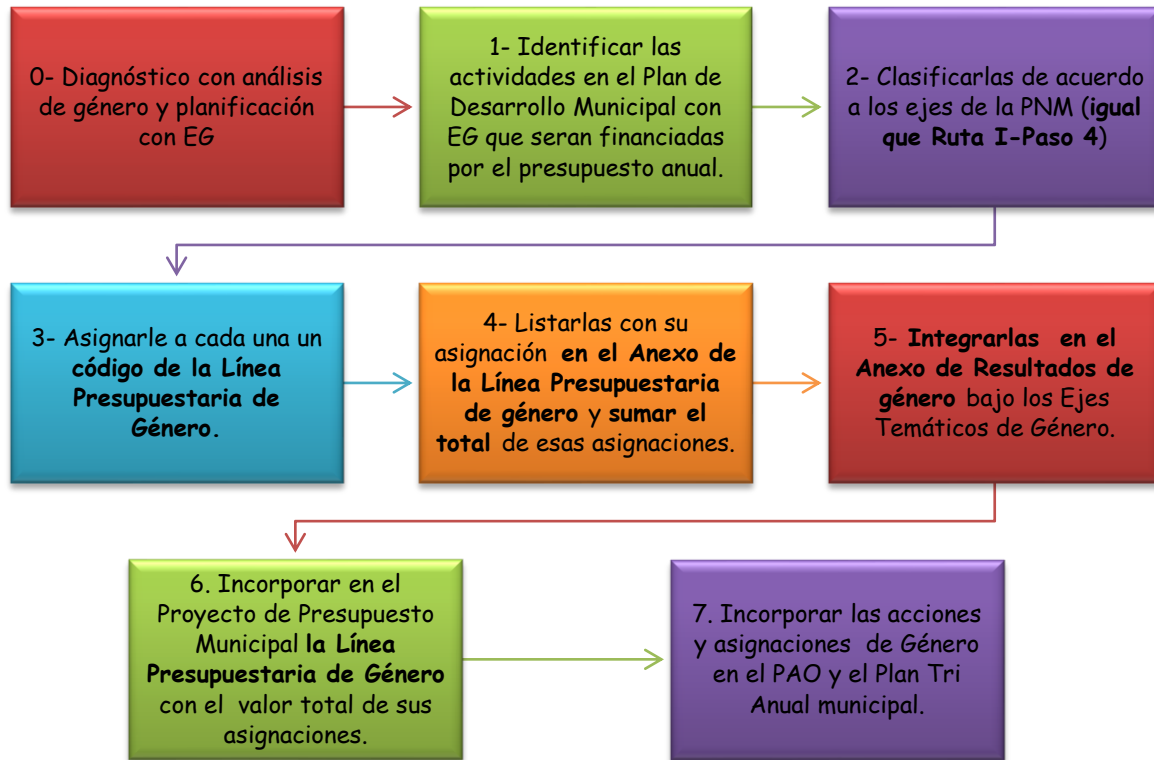 0- Diagnóstico con análisis
de género y planificación
con EG
1- Identificar las
actividades en el Plan de
Desarrollo Municipal con
EG que seran financiadas
por el presupuesto anual.
2- Clasificarlas de acuerdo
a los ejes de la PNM (igual
que Ruta I-Paso 4)
3- Asignarle a cada una un
código de la Línea
Presupuestaria de
Género.
4- Listarlas con su
asignación en el Anexo de
la Línea Presupuestaria
de género y sumar el
total de esas asignaciones.
5- Integrarlas en el
Anexo de Resultados de
género bajo los Ejes
Temáticos de Género.
6. Incorporar en el
Proyecto de Presupuesto
Municipal la Línea
Presupuestaria de Género
con el valor total de sus
asignaciones.
7. Incorporar las acciones
y asignaciones de Género
en el PAO y el Plan Tri
Anual municipal.